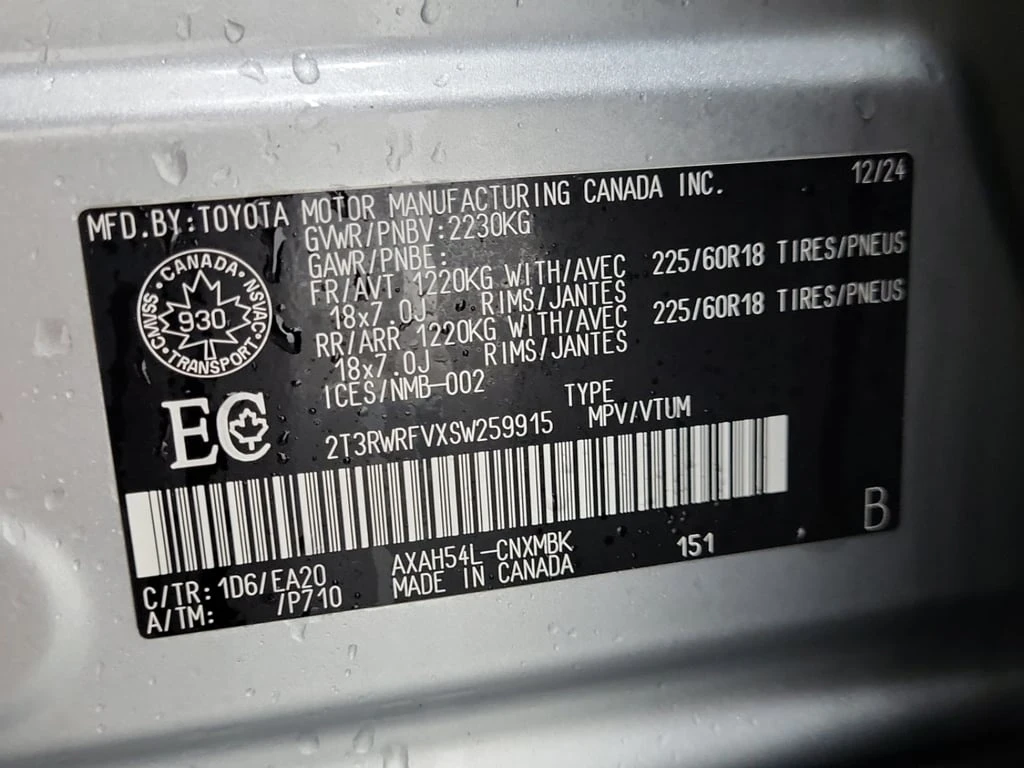 12/24
MFD.BY:TOYOTA MOTOR MANUFACTURING CANADA INC.
GVWR/PNBV:2230KG
GAWR/PNBE:
FR/AVT 1220KG WITH/AVEC 225/60R18 TIRES/PNEUS
18x7.0J RIMS/JANTES
RR/ARR 1220KG WITH/AVEC 225/60R18 TIRES/PNEUS
18x7.0J RIMS/JANTES
ICES/NMB-002
CANADA
CMVSS 930 NSVAC
TRANSPORT
EC
TYPE
2T3RWRFVXSW259915 MPV/VTUM
B
C/TR: 1D6/EA20 AXAH54L-CNXMBK 151
A/TM: /P710 MADE IN CANADA